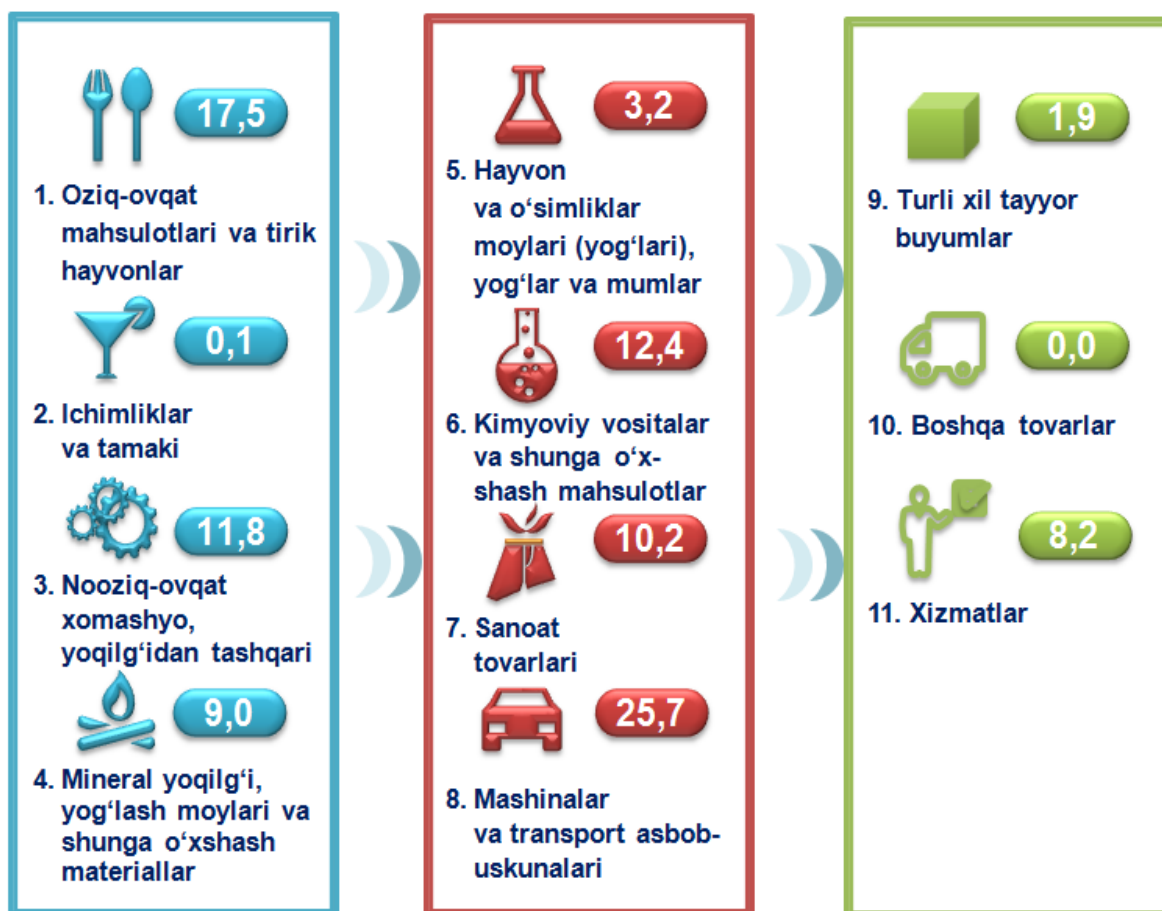 17,5
1. Oziq-ovqat
mahsulotlari va tirik
hayvonlar
0,1
2. Ichimliklar
va tamaki
11,8
3. Nooziq-ovqat
xomashyo,
yoqilg‘idan tashqari
9,0
4. Mineral yoqilg‘i,
yog‘lash moylari va
shunga o‘xshash
materiallar
3,2
5. Hayvon
va o‘simliklar
moylari (yog‘lari),
yog‘lar va mumlar
12,4
6. Kimyoviy vositalar
va shunga o‘x-
shash mahsulotlar
10,2
7. Sanoat
tovarlari
25,7
8. Mashinalar
va transport asbob-
uskunalari
1,9
9. Turli xil tayyor
buyumlar
0,0
10. Boshqa tovarlar
8,2
11. Xizmatlar